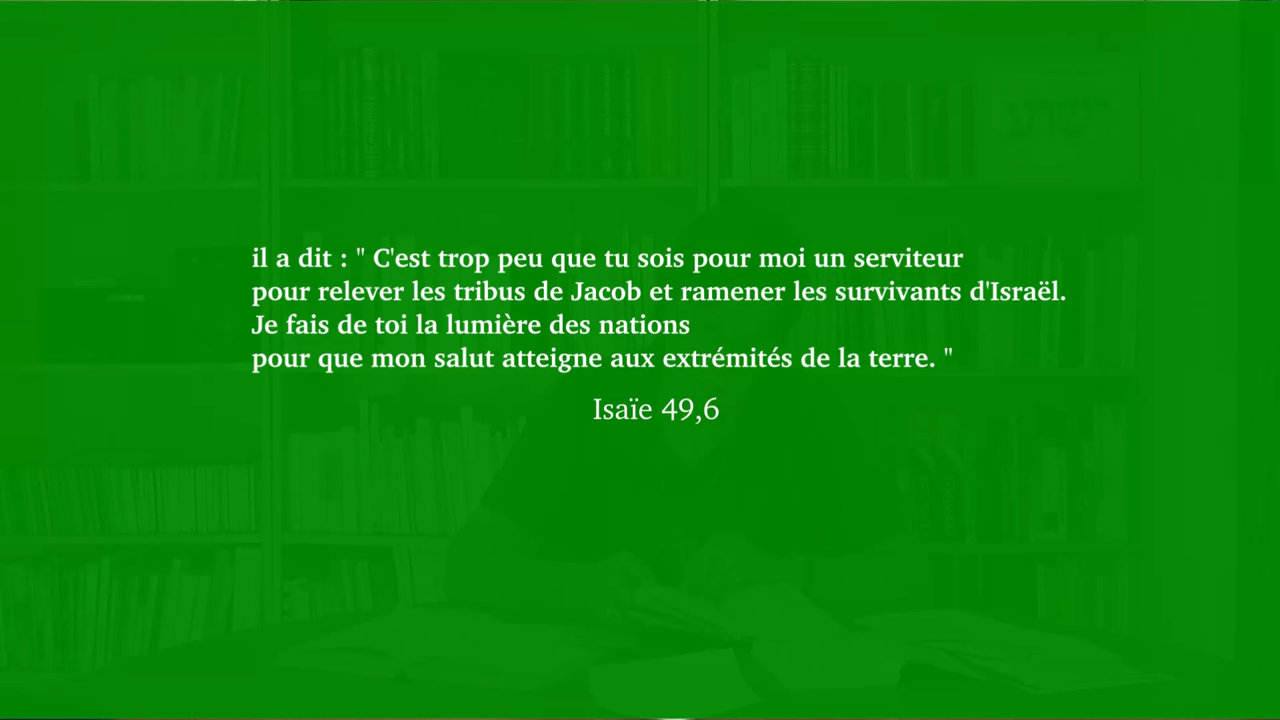 ישוע
il a dit : " C'est trop peu que tu sois pour moi un serviteur
pour relever les tribus de Jacob et ramener les survivants d'Israël.
Je fais de toi la lumière des nations
pour que mon salut atteigne aux extrémités de la terre. "
Isaïe 49,6